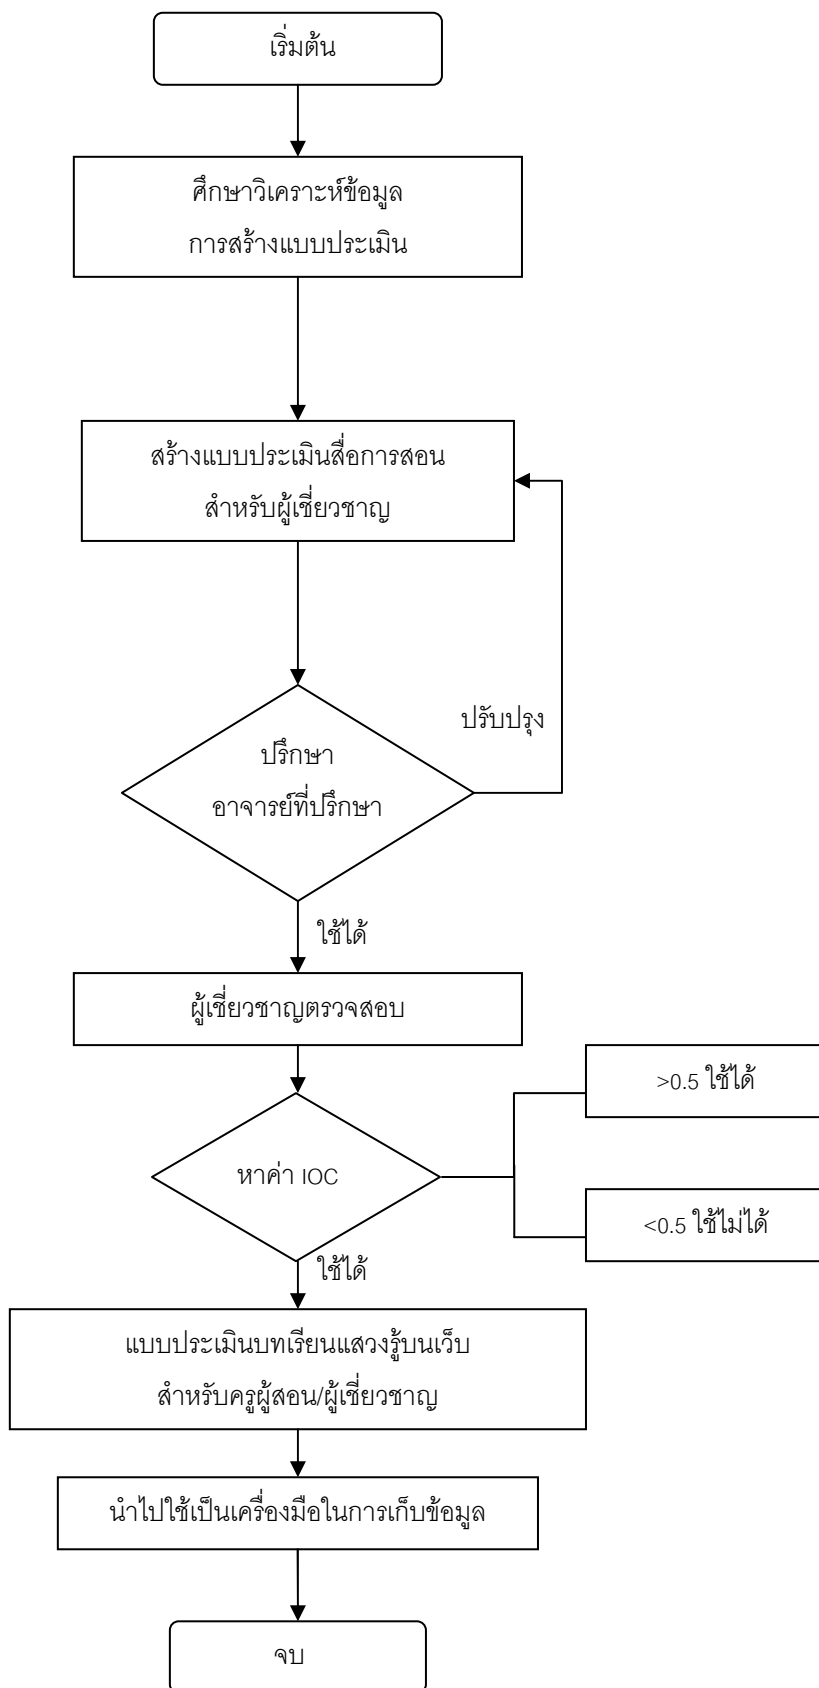 เริ่มต้น
ศึกษาวิเคราะห์ข้อมูล
การสร้างแบบประเมิน
สร้างแบบประเมินสื่อการสอน
สำหรับผู้เชี่ยวชาญ
ปรับปรุง
ปรึกษา
อาจารย์ที่ปรึกษา
ใช้ได้
ผู้เชี่ยวชาญตรวจสอบ
>0.5 ใช้ได้
หาค่า IOC
<0.5 ใช้ไม่ได้
ใช้ได้
แบบประเมินบทเรียนแสวงรู้บนเว็บ
สำหรับครูผู้สอน/ผู้เชี่ยวชาญ
นำไปใช้เป็นเครื่องมือในการเก็บข้อมูล
จบ